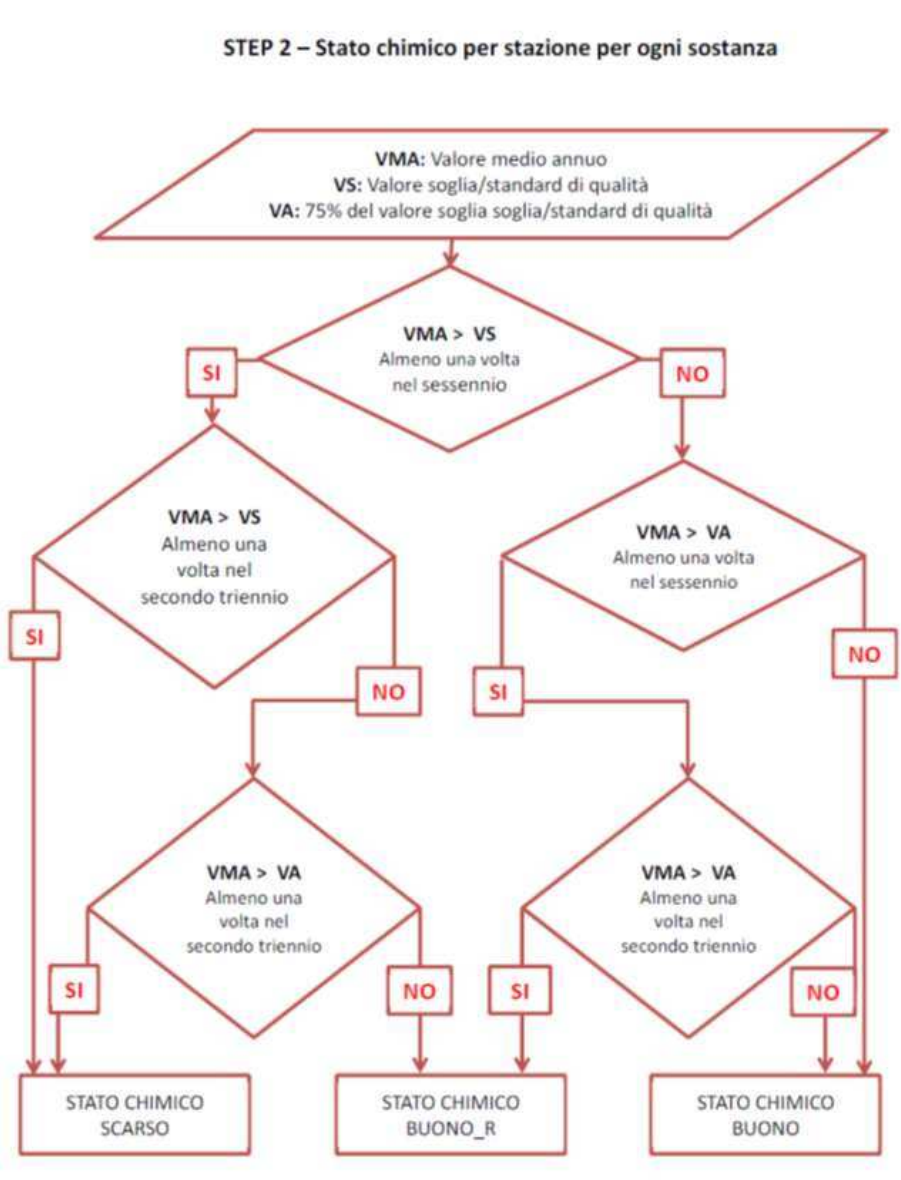 STEP 2 – Stato chimico per stazione per ogni sostanza
VMA: Valore medio annuo
VS: Valore soglia/standard di qualità
VA: 75% del valore soglia soglia/standard di qualità
VMA > VS
Almeno una volta
nel sessennio
SI
NO
VMA > VS
Almeno una
volta nel
secondo triennio
VMA > VA
Almeno una volta
nel sessennio
SI
NO
SI
NO
VMA > VA
Almeno una
volta nel
secondo triennio
VMA > VA
Almeno una
volta nel
secondo triennio
SI
NO
SI
NO
STATO CHIMICO
SCARSO
STATO CHIMICO
BUONO_R
STATO CHIMICO
BUONO